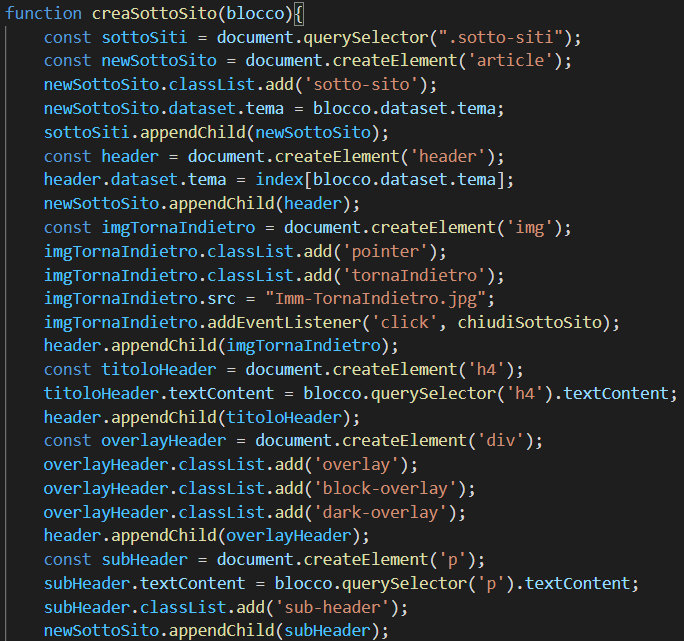 function creaSottoSito(blocco){
    const sottoSiti = document.querySelector(".sotto-siti");
    const newSottoSito = document.createElement('article');
    newSottoSito.classList.add('sotto-sito');
    newSottoSito.dataset.tema = blocco.dataset.tema;
    sottoSiti.appendChild(newSottoSito);
    const header = document.createElement('header');
    header.dataset.tema = index[blocco.dataset.tema];
    newSottoSito.appendChild(header);
    const imgTornaIndietro = document.createElement('img');
    imgTornaIndietro.classList.add('pointer');
    imgTornaIndietro.classList.add('tornaIndietro');
    imgTornaIndietro.src = "Imm-TornaIndietro.jpg";
    imgTornaIndietro.addEventListener('click', chiudiSottoSito);
    header.appendChild(imgTornaIndietro);
    const titoloHeader = document.createElement('h4');
    titoloHeader.textContent = blocco.querySelector('h4').textContent;
    header.appendChild(titoloHeader);
    const overlayHeader = document.createElement('div');
    overlayHeader.classList.add('overlay');
    overlayHeader.classList.add('block-overlay');
    overlayHeader.classList.add('dark-overlay');
    header.appendChild(overlayHeader);
    const subHeader = document.createElement('p');
    subHeader.textContent = blocco.querySelector('p').textContent;
    subHeader.classList.add('sub-header');
    newSottoSito.appendChild(subHeader);